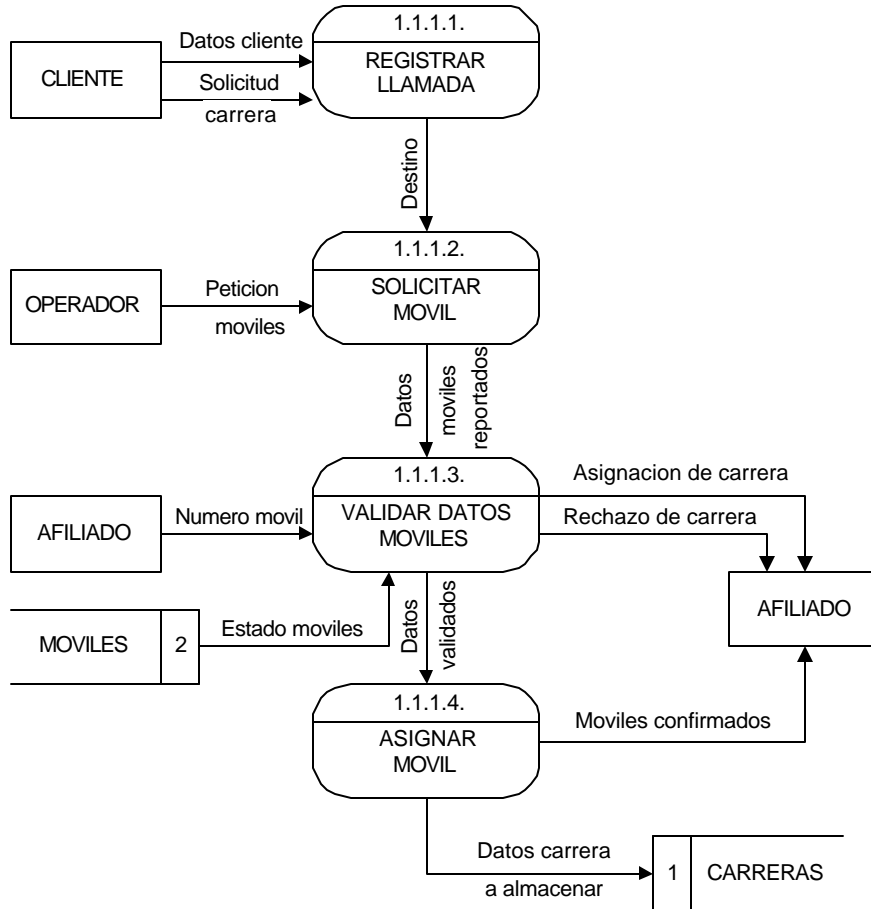 1.1.1.1.
Datos cliente
REGISTRAR
LLAMADA
CLIENTE
Solicitud
carrera
Destino
1.1.1.2.
SOLICITAR
MOVIL
OPERADOR
Peticion
moviles
Datos
moviles
reportados
1.1.1.3.
VALIDAR DATOS
MOVILES
Asignacion de carrera
Rechazo de carrera
AFILIADO
Numero movil
AFILIADO
MOVILES
2
Estado moviles
Datos
validados
1.1.1.4.
ASIGNAR
MOVIL
Moviles confirmados
Datos carrera
a almacenar
1
CARRERAS